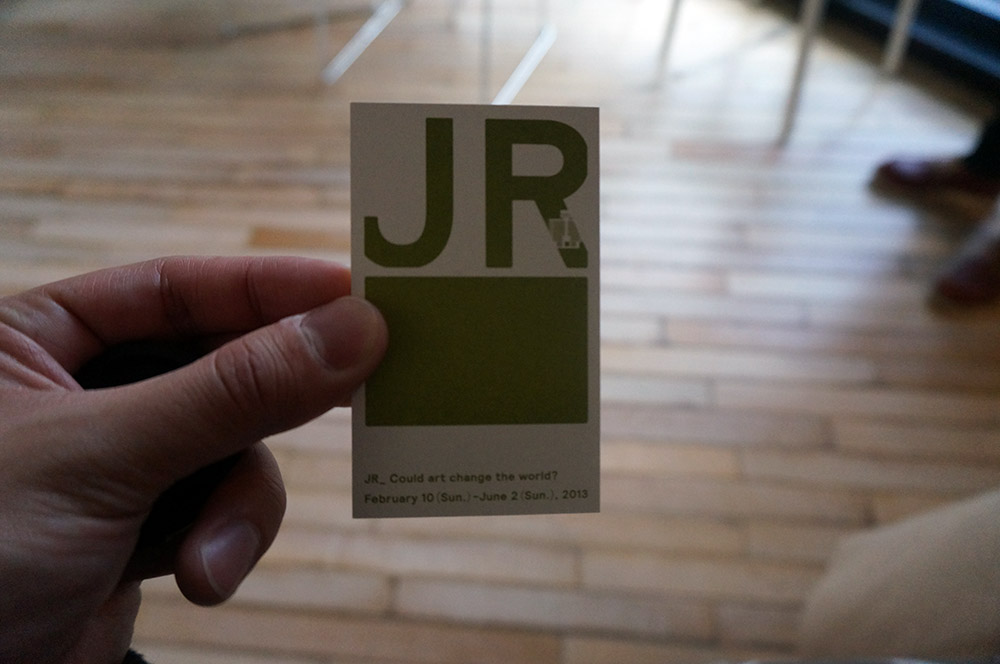 JR
JR_ Could art change the world?
February 10(Sun.)-June 2(Sun.), 2013